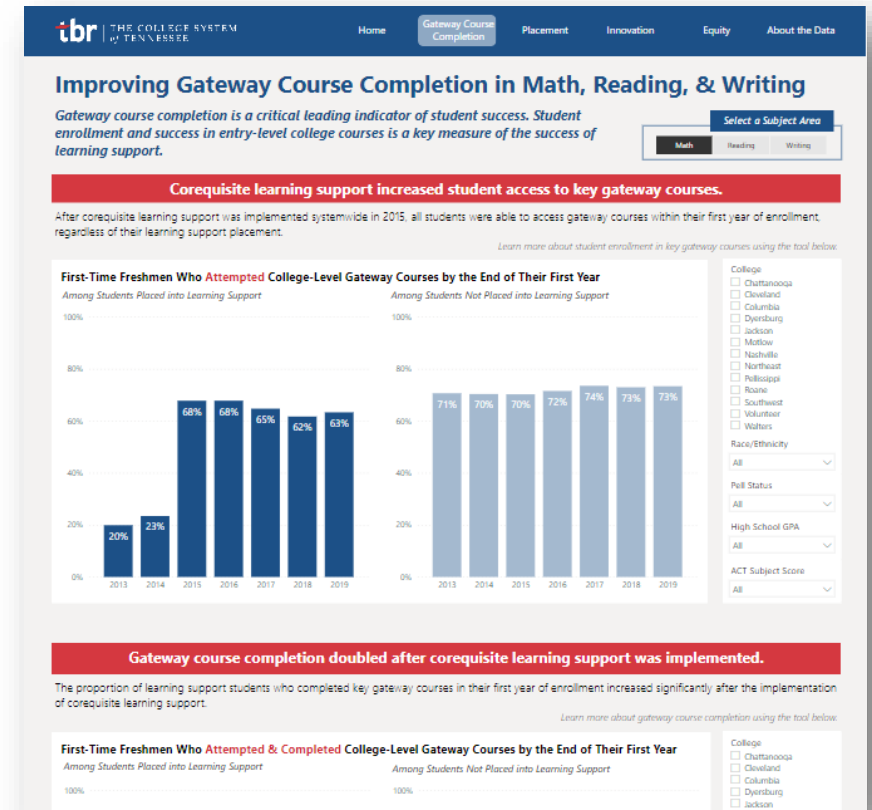 tbr THE COLLEGE SYSTEM
of TENNESSEE
Home
Gateway Course
Completion
Placement
Innovation
Equity
About the Data
Improving Gateway Course Completion in Math, Reading, & Writing
Gateway course completion is a critical leading indicator of student success. Student
enrollment and success in entry-level college courses is a key measure of the success of
learning support.
Select a Subject Area
Math
Reading
Writing
Corequisite learning support increased student access to key gateway courses.
After corequisite learning support was implemented systemwide in 2015, all students were able to access gateway courses within their first year of enrollment,
regardless of their learning support placement.
Learn more about student enrollment in key gateway courses using the tool below.
First-Time Freshmen Who Attempted College-Level Gateway Courses by the End of Their First Year
Among Students Placed into Learning Support
100%
80%
60%
40%
20%
0%
20%
23%
68%
68%
65%
62%
63%
2013 2014 2015 2016 2017 2018 2019
Among Students Not Placed into Learning Support
100%
80%
60%
40%
20%
0%
71%
70%
70%
72%
74%
73%
73%
2013 2014 2015 2016 2017 2018 2019
College
Chattanooga
Cleveland
Columbia
Dyersburg
Jackson
Motlow
Nashville
Northeast
Pellissippi
Roane
Southwest
Volunteer
Walters
Race/Ethnicity
All
Pell Status
All
High School GPA
All
ACT Subject Score
All
Gateway course completion doubled after corequisite learning support was implemented.
The proportion of learning support students who completed key gateway courses in their first year of enrollment increased significantly after the implementation
of corequisite learning support.
Learn more about gateway course completion using the tool below.
First-Time Freshmen Who Attempted & Completed College-Level Gateway Courses by the End of Their First Year
Among Students Placed into Learning Support
100%
Among Students Not Placed into Learning Support
100%
College
Chattanooga
Cleveland
Columbia
Dyersburg
Jackson